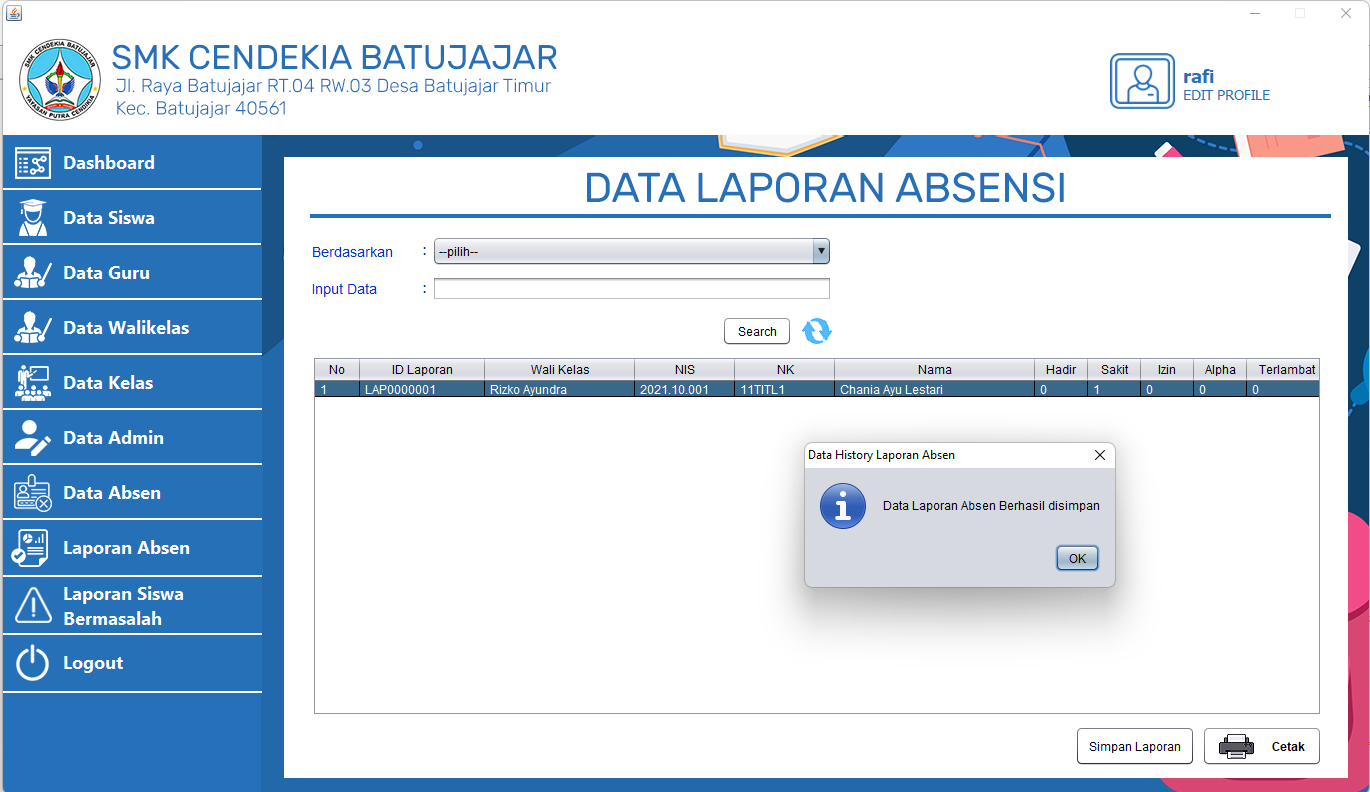 SMK CENDEKIA BATUJAJAR
Jl. Raya Batujajar RT.04 RW.03 Desa Batujajar Timur
Kec. Batujajar 40561
SMK CENDEKIA BATUJAJAR
YAYASAN PUTRA CENDIKIA
rafi
EDIT PROFILE
Dashboard
Data Siswa
Data Guru
Data Walikelas
Data Kelas
Data Admin
Data Absen
Laporan Absen
Laporan Siswa
Bermasalah
Logout
DATA LAPORAN ABSENSI
Berdasarkan : --pilih--
Input Data :
Search
No ID Laporan Wali Kelas NIS NK Nama Hadir Sakit Izin Alpha Terlambat
1 LAP0000001 Rizko Ayundra 2021.10.001 11TITL1 Chania Ayu Lestari 0 1 0 0 0
Data History Laporan Absen
Data Laporan Absen Berhasil disimpan
OK
Simpan Laporan
Cetak